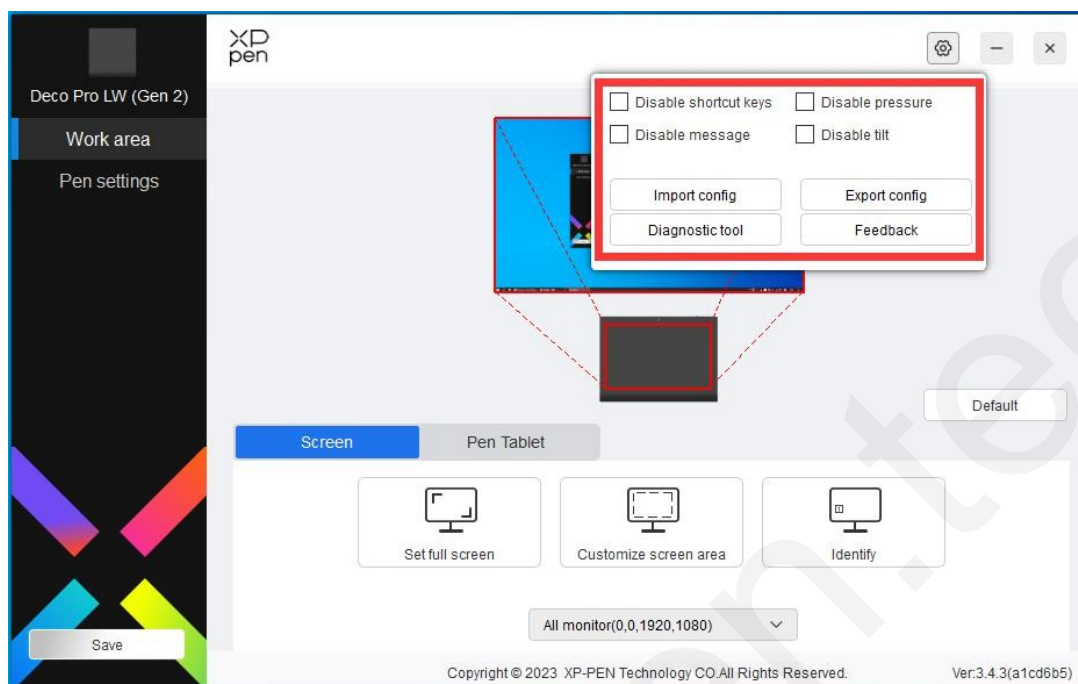 XP
pen
Deco Pro LW (Gen 2)
Work area
Pen settings
Disable shortcut keys
Disable pressure
Disable message
Disable tilt
Import config
Export config
Diagnostic tool
Feedback
Default
Screen
Pen Tablet
Set full screen
Customize screen area
Identify
All monitor(0,0,1920,1080)
Save
Copyright © 2023 XP-PEN Technology CO.All Rights Reserved.
Ver:3.4.3(a1cd6b5)